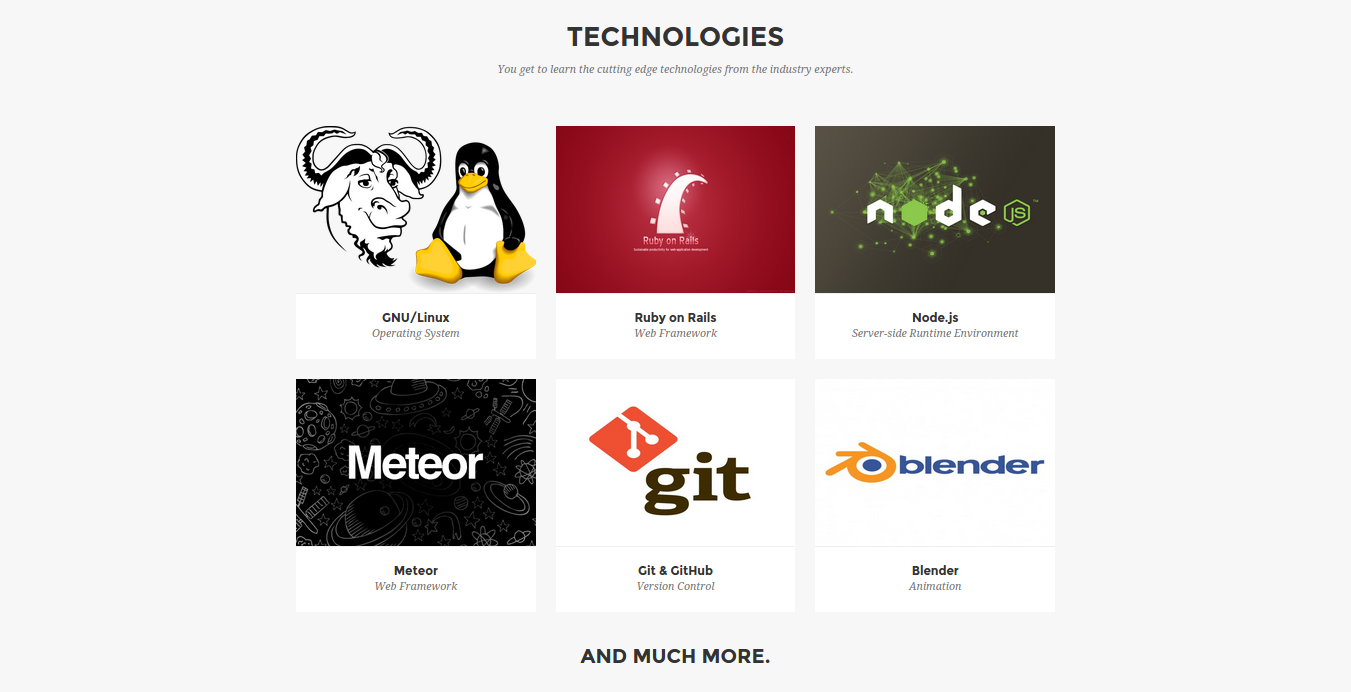 TECHNOLOGIES
You get to learn the cutting edge technologies from the industry experts.
Ruby on Rails
Sustainable productivity for web-application development
node JS ™
GNU/Linux
Operating System
Ruby on Rails
Web Framework
Node.js
Server-side Runtime Environment
Meteor
git
blender
Meteor
Web Framework
Git & GitHub
Version Control
Blender
Animation
AND MUCH MORE.